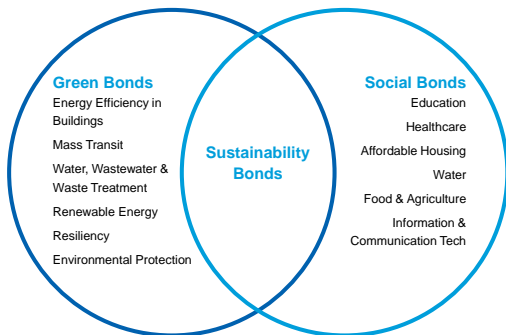 Green Bonds
Energy Efficiency in
Buildings
Mass Transit
Water, Wastewater &
Waste Treatment
Renewable Energy
Resiliency
Environmental Protection
Sustainability
Bonds
Social Bonds
Education
Healthcare
Affordable Housing
Water
Food & Agriculture
Information &
Communication Tech